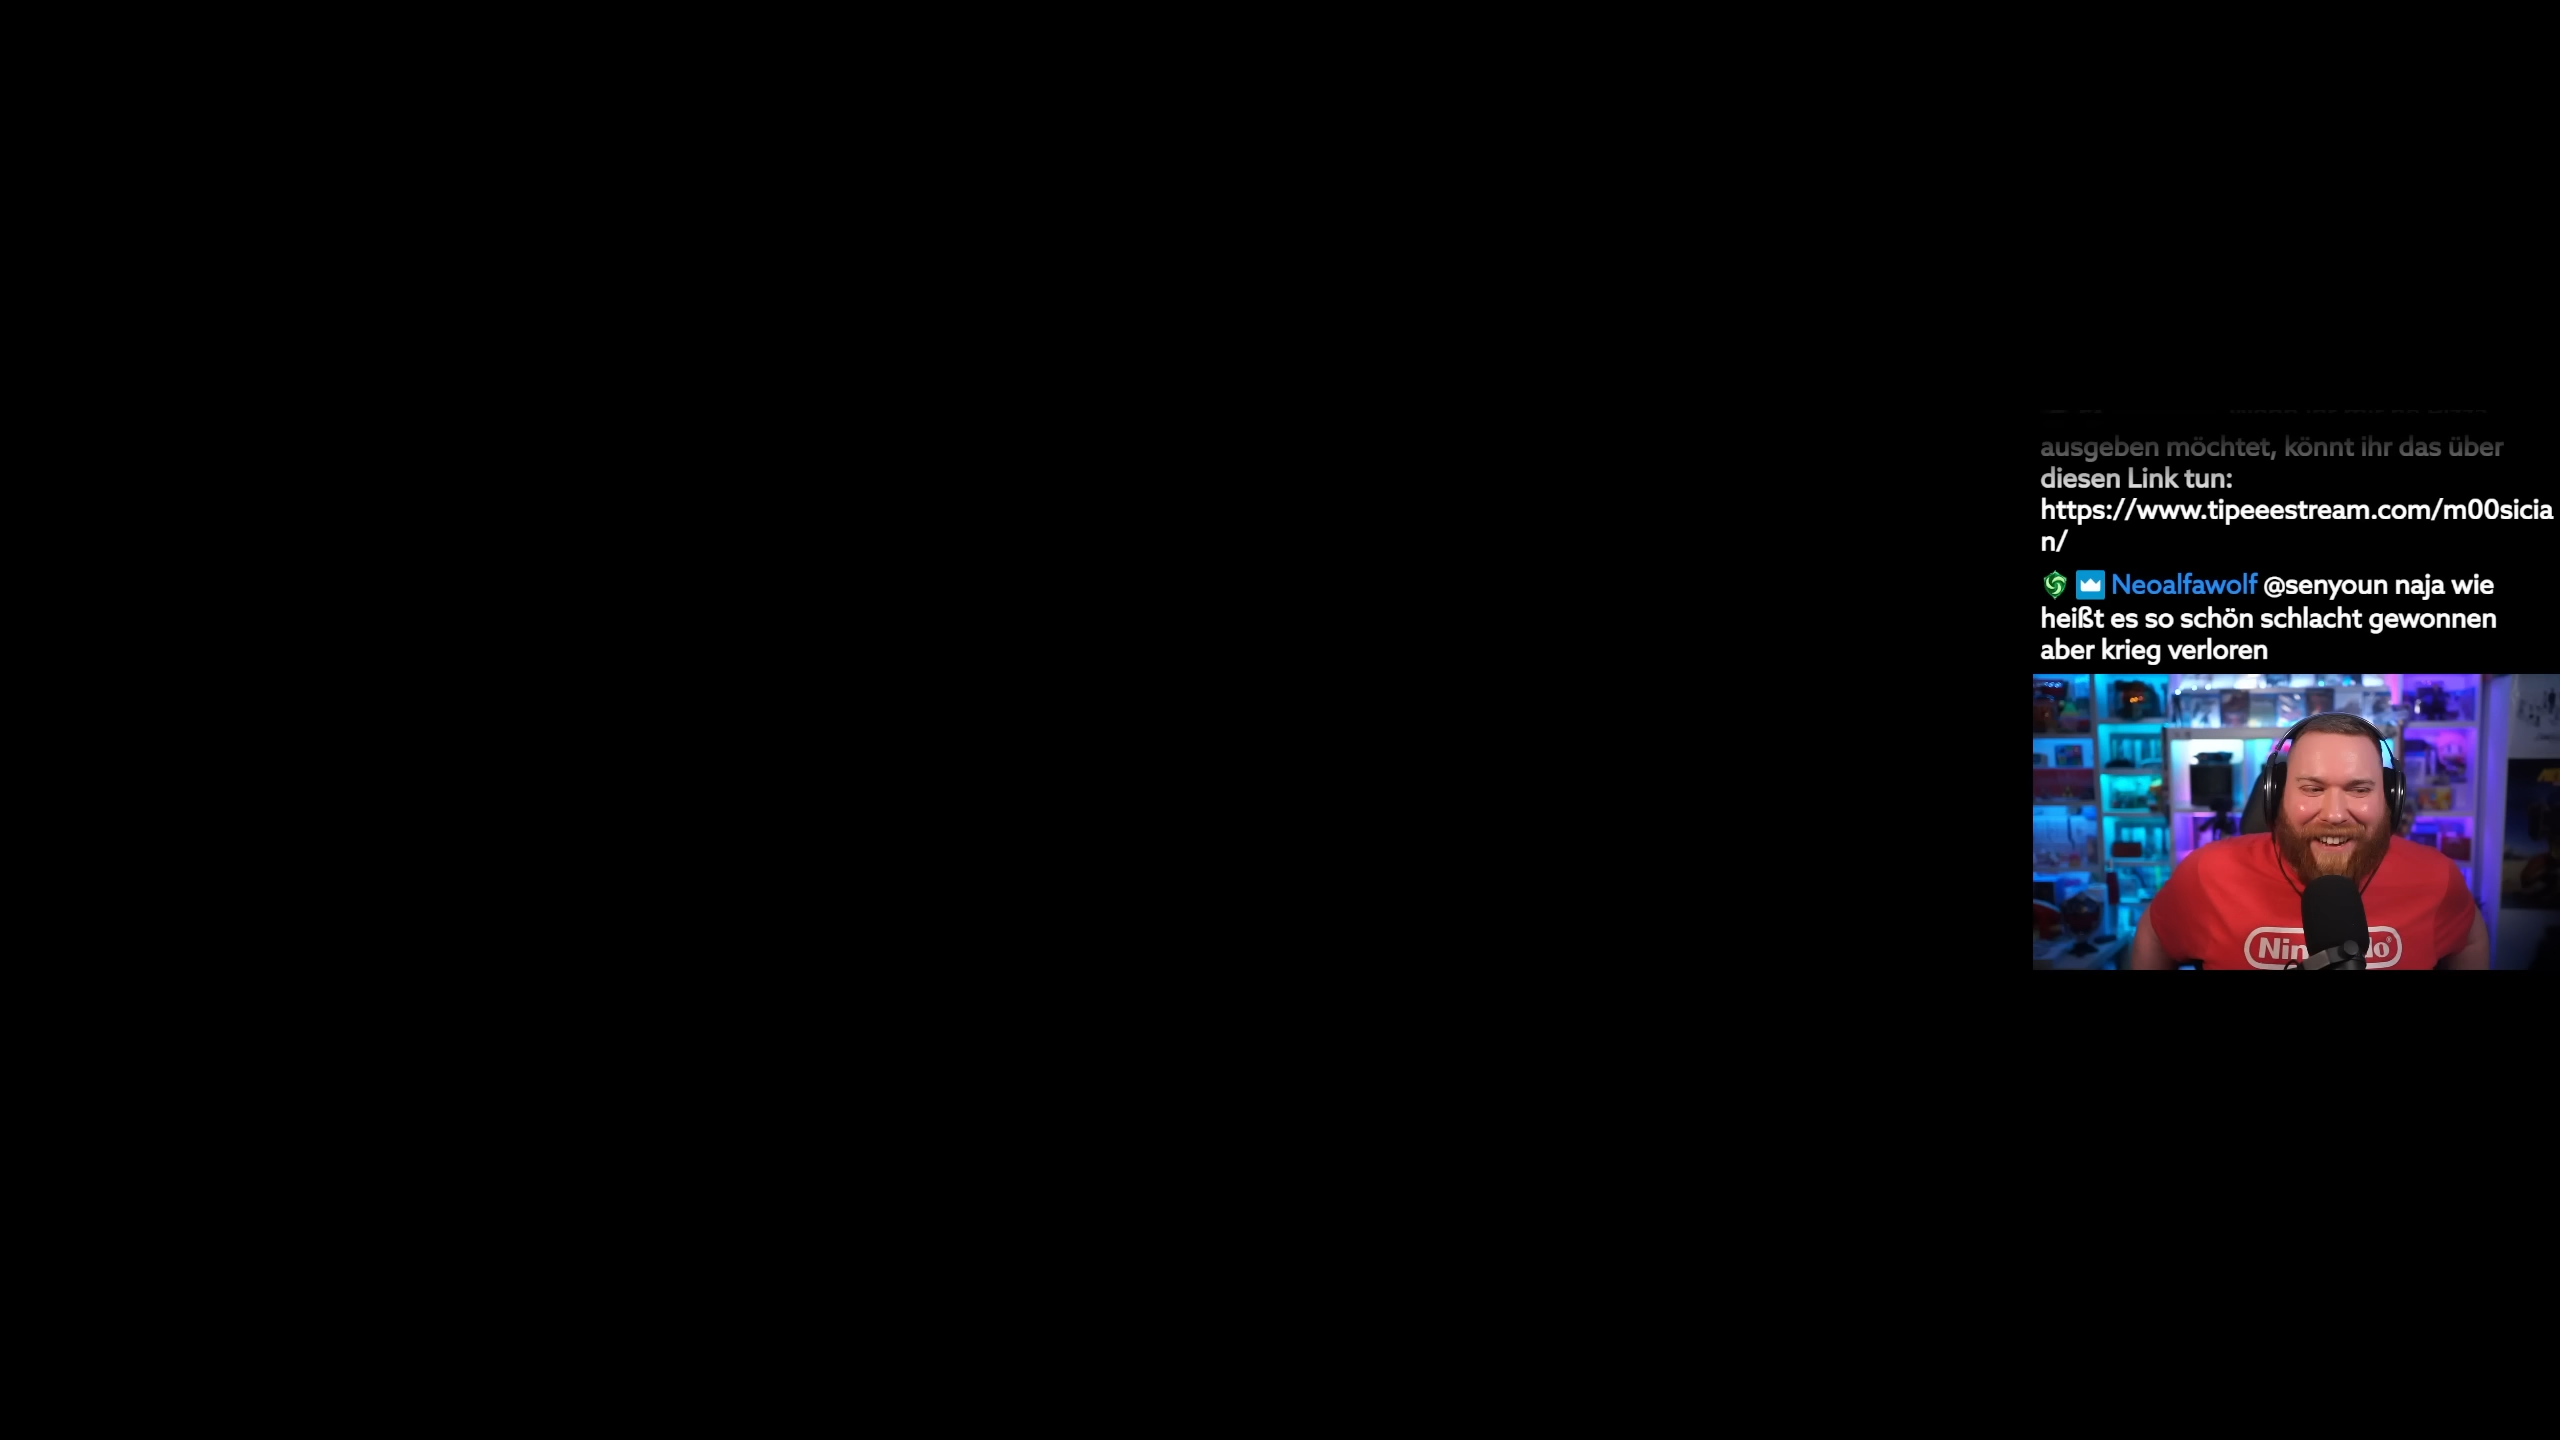 ausgeben möchtet, könnt ihr das über
diesen Link tun:
https://www.tipeeestream.com/m00sicia
n/
Neoalfawolf @senyoun naja wie
heißt es so schön schlacht gewonnen
aber krieg verloren